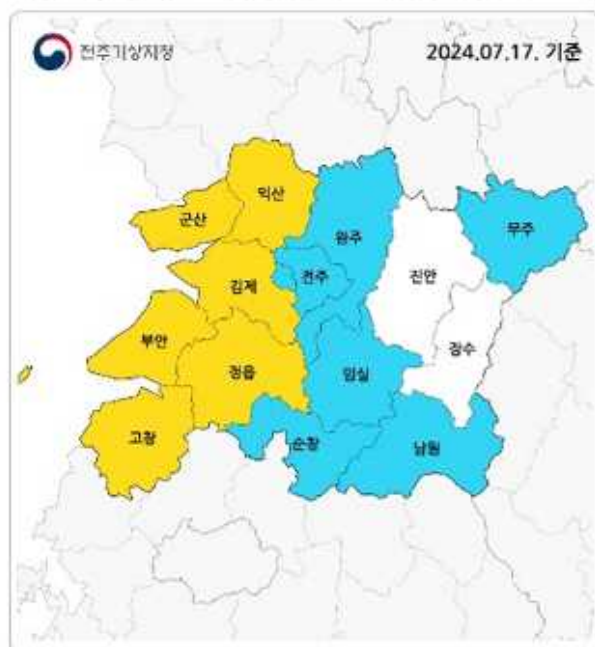 전주기상지청
2024.07.17. 기준
익산
군산
완주
무주
김제
전주
진안
부안
정읍
임실
장수
고창
순창
남원